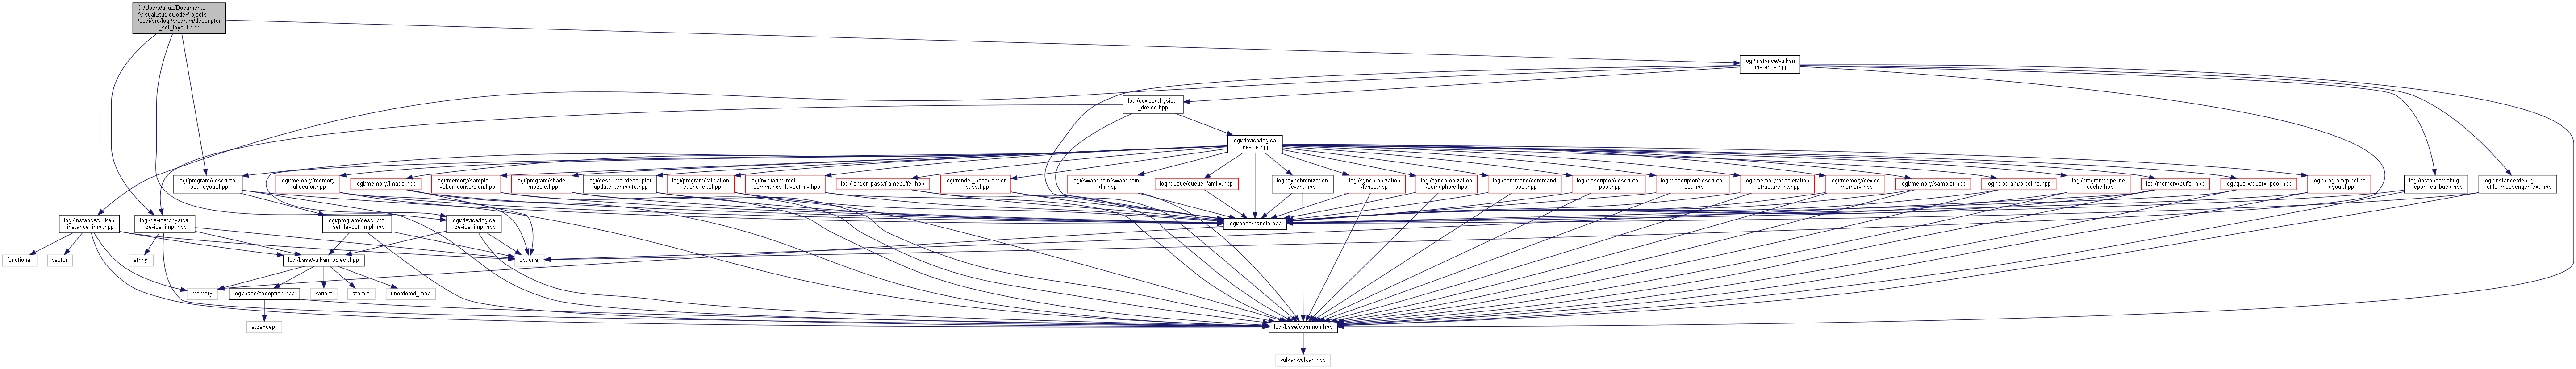 C:/Users/aljaz/Documents
/VisualStudioCodeProjects
/Logi/src/logi/program/descriptor
_set_layout.cpp
logi/instance/vulkan
_instance.hpp
logi/device/physical
_device.hpp
logi/device/logical
_device.hpp
logi/program/descriptor
_set_layout.hpp
logi/memory/memory
_allocator.hpp
logi/memory/image.hpp
logi/memory/sampler
_ycbcr_conversion.hpp
logi/program/shader
_module.hpp
logi/descriptor/descriptor
_update_template.hpp
logi/program/validation
_cache_ext.hpp
logi/nvidia/indirect
_commands_layout_nv.hpp
logi/render_pass/framebuffer.hpp
logi/render_pass/render
_pass.hpp
logi/swapchain/swapchain
_khr.hpp
logi/queue/queue_family.hpp
logi/synchronization
/event.hpp
logi/synchronization
/fence.hpp
logi/synchronization
/semaphore.hpp
logi/command/command
_pool.hpp
logi/descriptor/descriptor
_pool.hpp
logi/descriptor/descriptor
_set.hpp
logi/memory/acceleration
_structure_nv.hpp
logi/memory/device
_memory.hpp
logi/memory/sampler.hpp
logi/program/pipeline.hpp
logi/program/pipeline
_cache.hpp
logi/memory/buffer.hpp
logi/query/query_pool.hpp
logi/program/pipeline
_layout.hpp
logi/instance/debug
_report_callback.hpp
logi/instance/debug
_utils_messenger_ext.hpp
logi/instance/vulkan
_instance_impl.hpp
logi/device/physical
_device_impl.hpp
logi/program/descriptor
_set_layout_impl.hpp
logi/device/logical
_device_impl.hpp
logi/base/handle.hpp
functional
vector
string
logi/base/vulkan_object.hpp
optional
memory
logi/base/exception.hpp
variant
atomic
unordered_map
stdexcept
logi/base/common.hpp
vulkan/vulkan.hpp